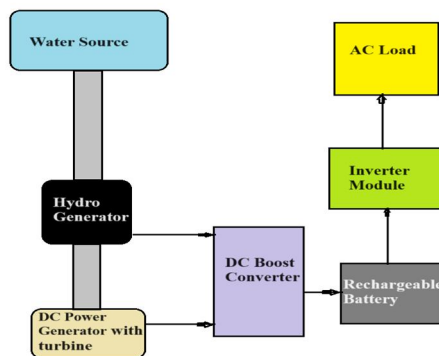 Water Source
AC Load
Inverter
Module
Hydro
Generator
DC Boost
Converter
Rechargeable
Battery
DC Power
Generator with
turbine